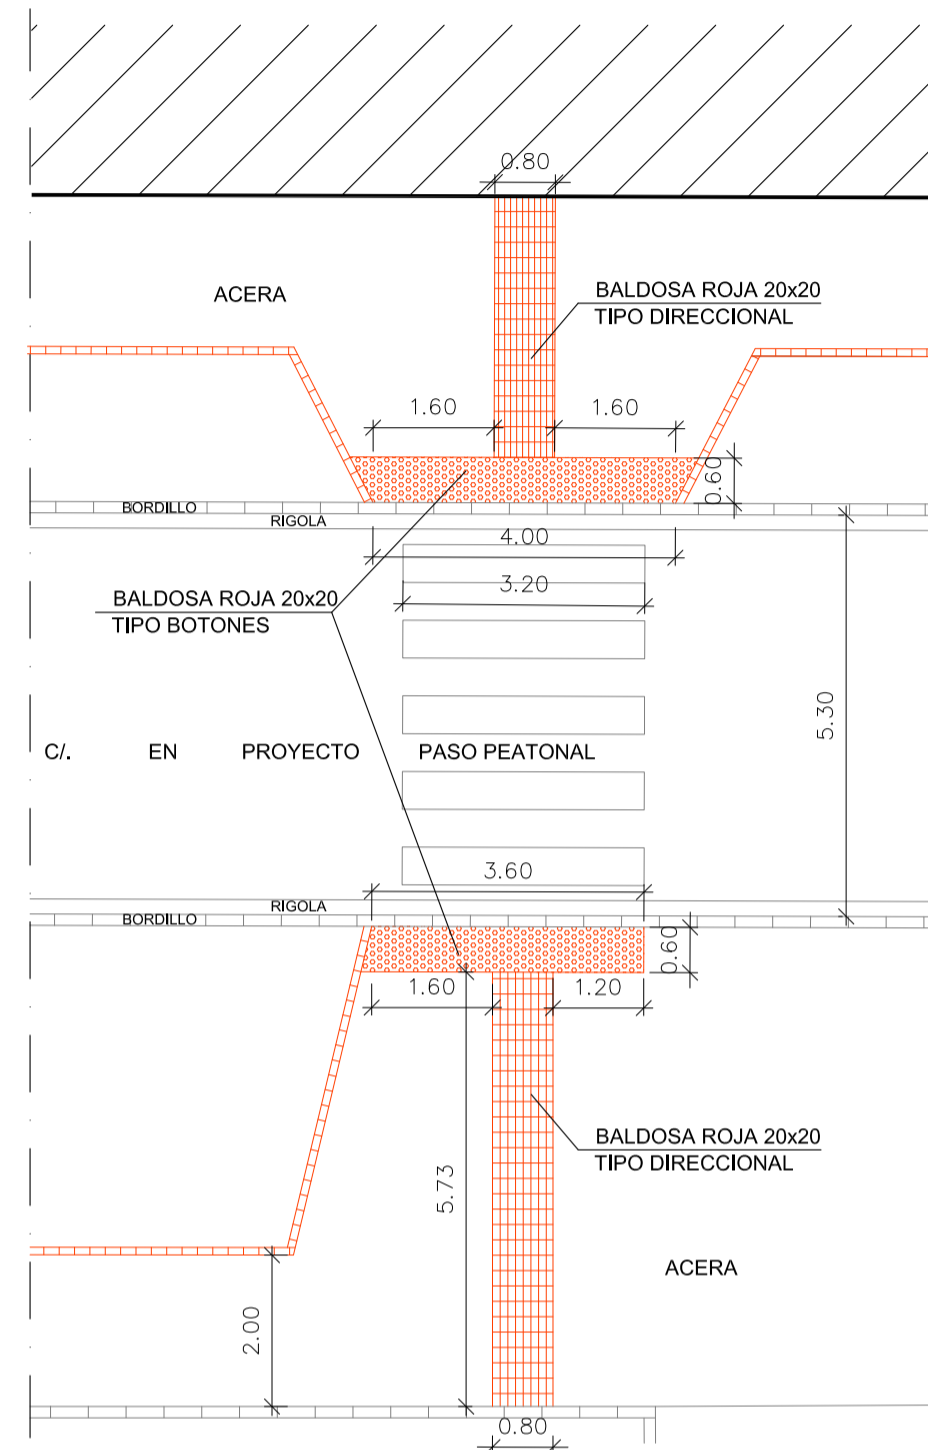 0.80
ACERA
BALDOSA ROJA 20x20
TIPO DIRECCIONAL
1.60
1.60
0.60
BORDILLO
RIGOLA
4.00
3.20
BALDOSA ROJA 20x20
TIPO BOTONES
5.30
C/. EN PROYECTO PASO PEATONAL
3.60
RIGOLA
BORDILLO
0.60
1.60
1.20
BALDOSA ROJA 20x20
TIPO DIRECCIONAL
5.73
ACERA
2.00
0.80